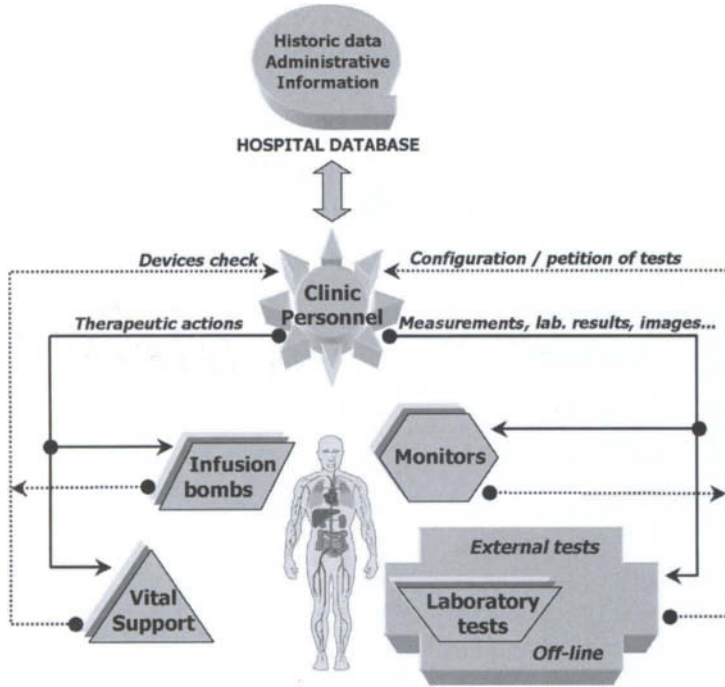 Historic data
Administrative
Information
HOSPITAL DATABASE
Devices check
Configuration / petition of tests
Clinic
Personnel
Therapeutic actions
Measurements, lab. results, images...
Infusion
bombs
Monitors
External tests
Vital
Support
Laboratory
tests
Off-line